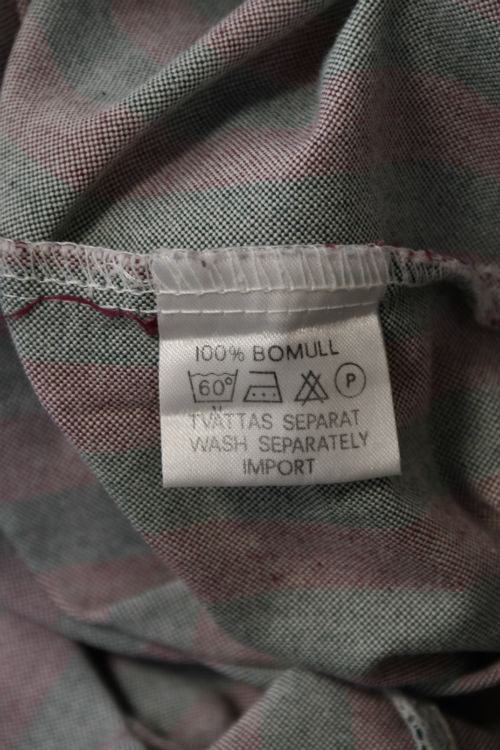 100% BOMULL
60° P
TVÄTTAS SEPARAT
WASH SEPARATELY
IMPORT